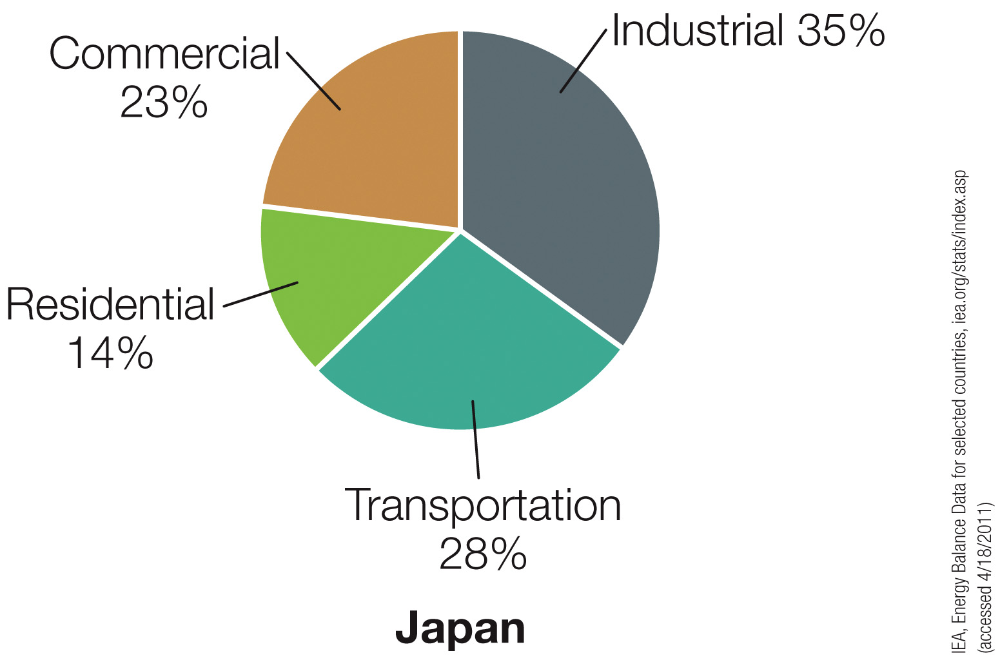 Industrial 35%
Commercial
23%
Residential
14%
Transportation
28%
Japan
IEA, Energy Balance Data for selected countries, iea.org/stats/index.asp
(accessed 4/18/2011)